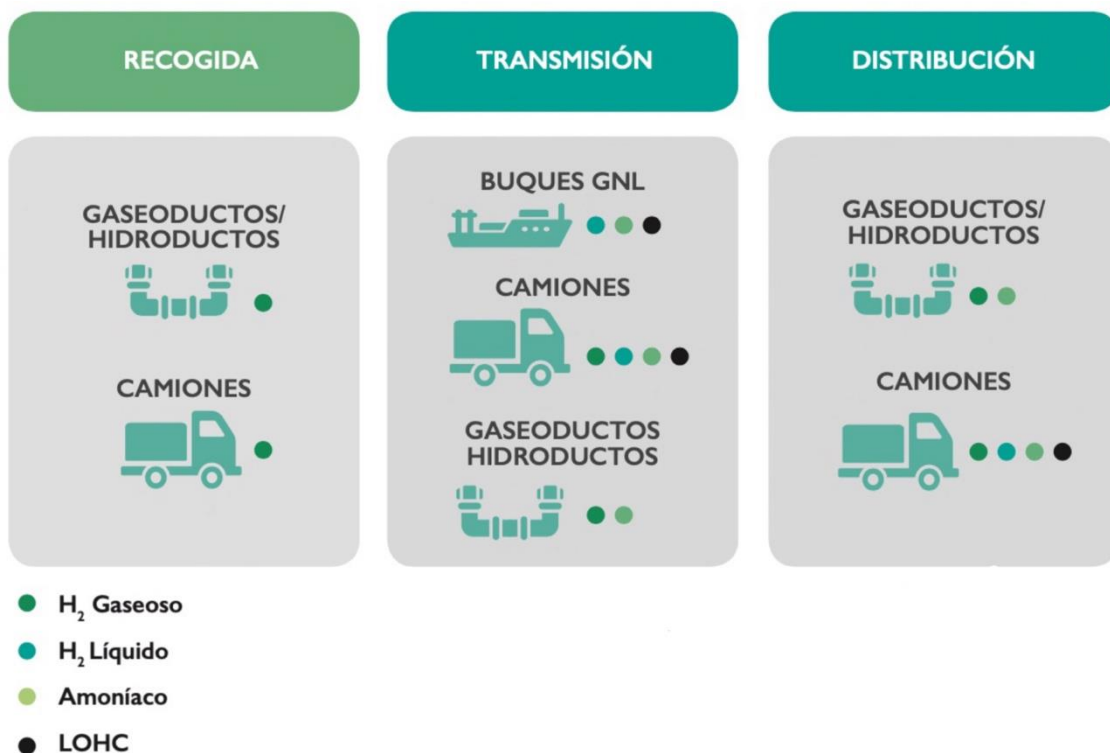 RECOGIDA
GASEODUCTOS/
HIDRODUCTOS
CAMIONES
TRANSMISIÓN
BUQUES GNL
CAMIONES
GASEODUCTOS
HIDRODUCTOS
DISTRIBUCIÓN
GASEODUCTOS/
HIDRODUCTOS
CAMIONES
H₂ Gaseoso
H₂ Líquido
Amoníaco
LOHC